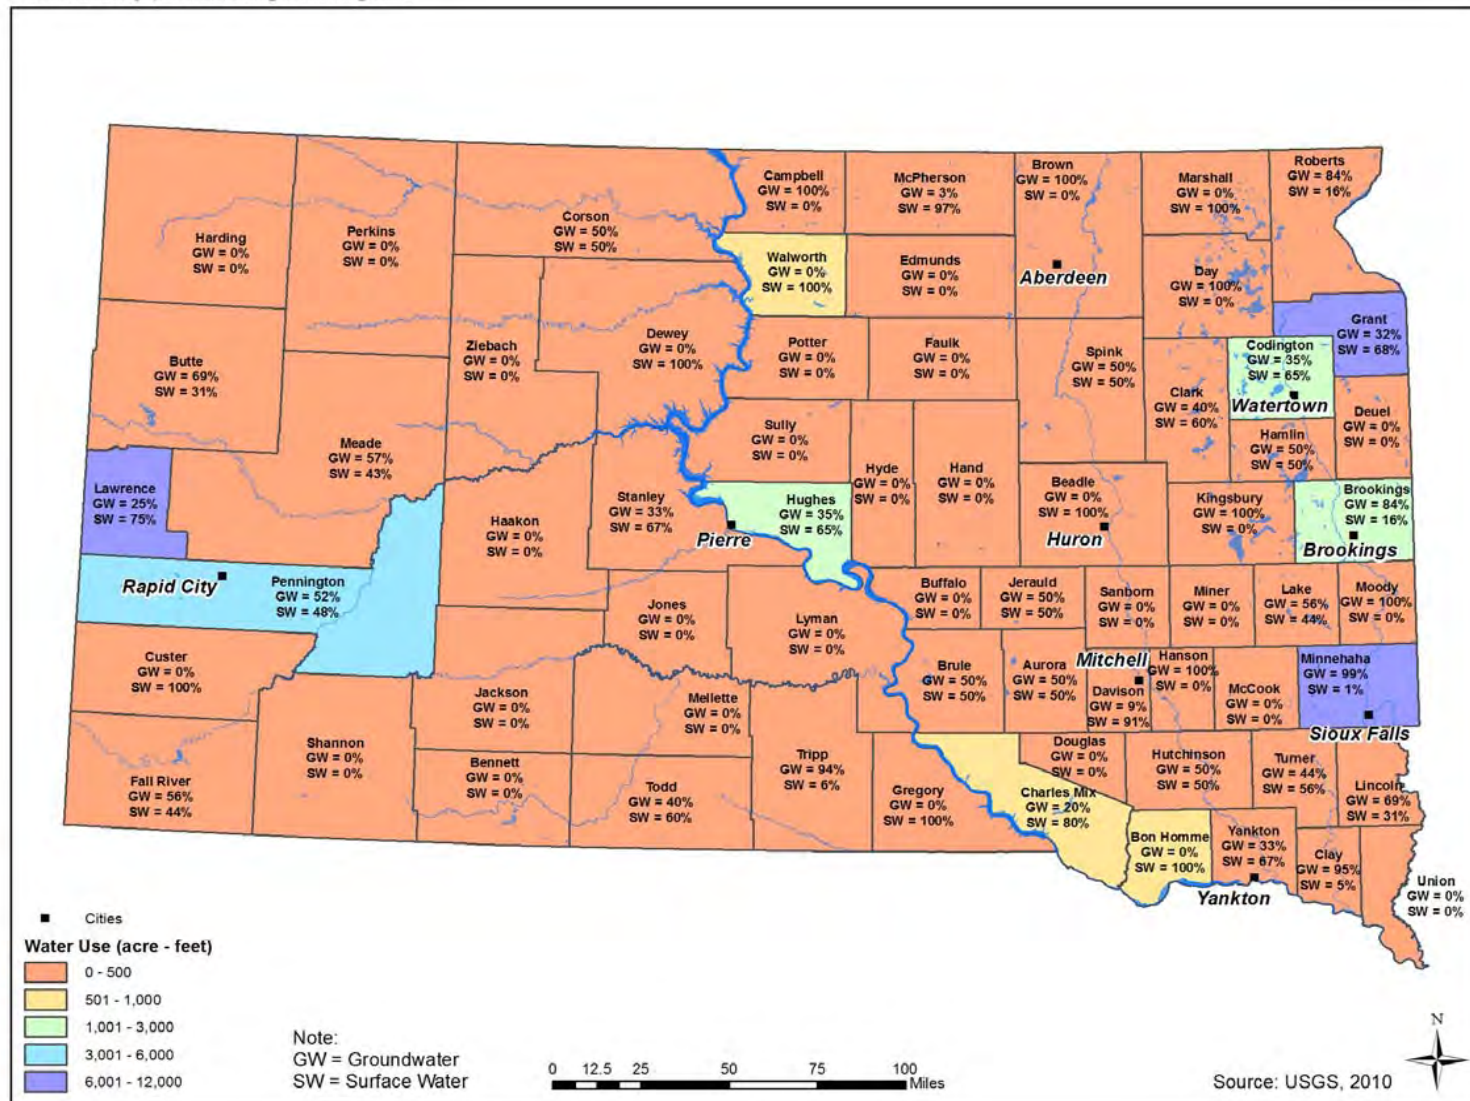 Campbell
GW = 100%
SW = 0%
McPherson
GW = 3%
SW = 97%
Brown
GW = 100%
SW = 0%
Marshall
GW = 0%
SW = 100%
Roberts
GW = 84%
SW = 16%
Harding
GW = 0%
SW = 0%
Perkins
GW = 0%
SW = 0%
Corson
GW = 50%
SW = 50%
Walworth
GW = 0%
SW = 100%
Edmunds
GW = 0%
SW = 0%
Aberdeen
Day
GW = 100%
SW = 0%
Grant
GW = 32%
SW = 68%
Butte
GW = 69%
SW = 31%
Ziebach
GW = 0%
SW = 0%
Dewey
GW = 0%
SW = 100%
Potter
GW = 0%
SW = 0%
Faulk
GW = 0%
SW = 0%
Spink
GW = 50%
SW = 50%
Codington
GW = 35%
SW = 65%
Watertown
Clark
GW = 40%
SW = 60%
Deuel
GW = 0%
SW = 0%
Meade
GW = 57%
SW = 43%
Sully
GW = 0%
SW = 0%
Hyde
GW = 0%
SW = 0%
Hand
GW = 0%
SW = 0%
Hamlin
GW = 50%
SW = 50%
Lawrence
GW = 25%
SW = 75%
Haakon
GW = 0%
SW = 0%
Stanley
GW = 33%
SW = 67%
Hughes
GW = 35%
SW = 65%
Pierre
Beadle
GW = 0%
SW = 100%
Huron
Kingsbury
GW = 100%
SW = 0%
Brookings
GW = 84%
SW = 16%
Brookings
Rapid City
Pennington
GW = 52%
SW = 48%
Jones
GW = 0%
SW = 0%
Lyman
GW = 0%
SW = 0%
Buffalo
GW = 0%
SW = 0%
Jerauld
GW = 50%
SW = 50%
Sanborn
GW = 0%
SW = 0%
Miner
GW = 0%
SW = 0%
Lake
GW = 56%
SW = 44%
Moody
GW = 100%
SW = 0%
Custer
GW = 0%
SW = 100%
Jackson
GW = 0%
SW = 0%
Mellette
GW = 0%
SW = 0%
Brule
GW = 50%
SW = 50%
Aurora
GW = 50%
SW = 50%
Mitchell
Davison
GW = 9%
SW = 91%
Hanson
GW = 100%
SW = 0%
McCook
GW = 0%
SW = 0%
Minnehaha
GW = 99%
SW = 1%
Sioux Falls
Fall River
GW = 56%
SW = 44%
Shannon
GW = 0%
SW = 0%
Bennett
GW = 0%
SW = 0%
Todd
GW = 40%
SW = 60%
Tripp
GW = 94%
SW = 6%
Gregory
GW = 0%
SW = 100%
Charles Mix
GW = 20%
SW = 80%
Douglas
GW = 0%
SW = 0%
Hutchinson
GW = 50%
SW = 50%
Turner
GW = 44%
SW = 56%
Lincoln
GW = 69%
SW = 31%
Bon Homme
GW = 0%
SW = 100%
Yankton
GW = 33%
SW = 67%
Yankton
Clay
GW = 95%
SW = 5%
Union
GW = 0%
SW = 0%
Cities
Water Use (acre - feet)
0 - 500
501 - 1,000
1,001 - 3,000
3,001 - 6,000
6,001 - 12,000
Note:
GW = Groundwater
SW = Surface Water
0 12.5 25 50 75 100
Miles
N
Source: USGS, 2010